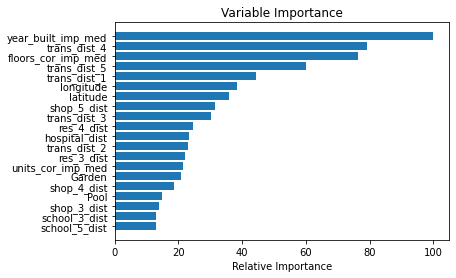 Variable Importance
year_built_imp_med
trans_dist_4
floors_cor_imp_med
trans_dist_5
trans_dist_1
longitude
latitude
shop_5_dist
trans_dist_3
res_4_dist
hospital_dist
trans_dist_2
res_3_dist
units_cor_imp_med
Garden
shop_4_dist
Pool
shop_3_dist
school_3_dist
school_5_dist
0 20 40 60 80 100
Relative Importance